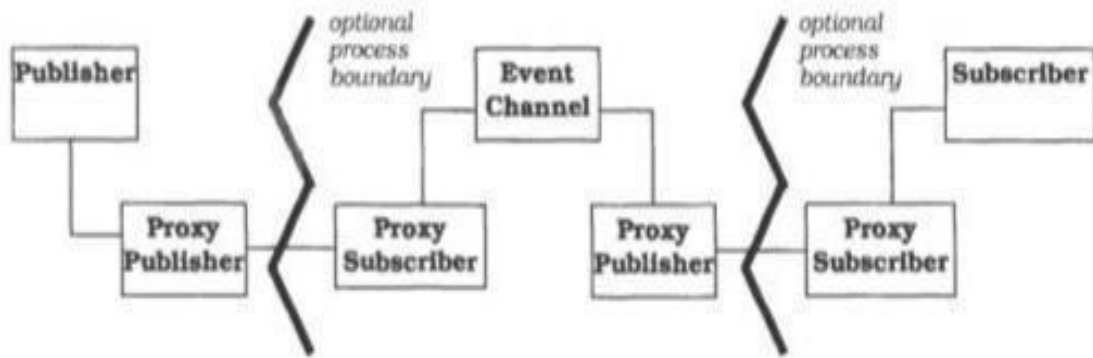 Publisher
optional
process
boundary
Event
Channel
optional
process
boundary
Subscriber
Proxy
Publisher
Proxy
Subscriber
Proxy
Publisher
Proxy
Subscriber